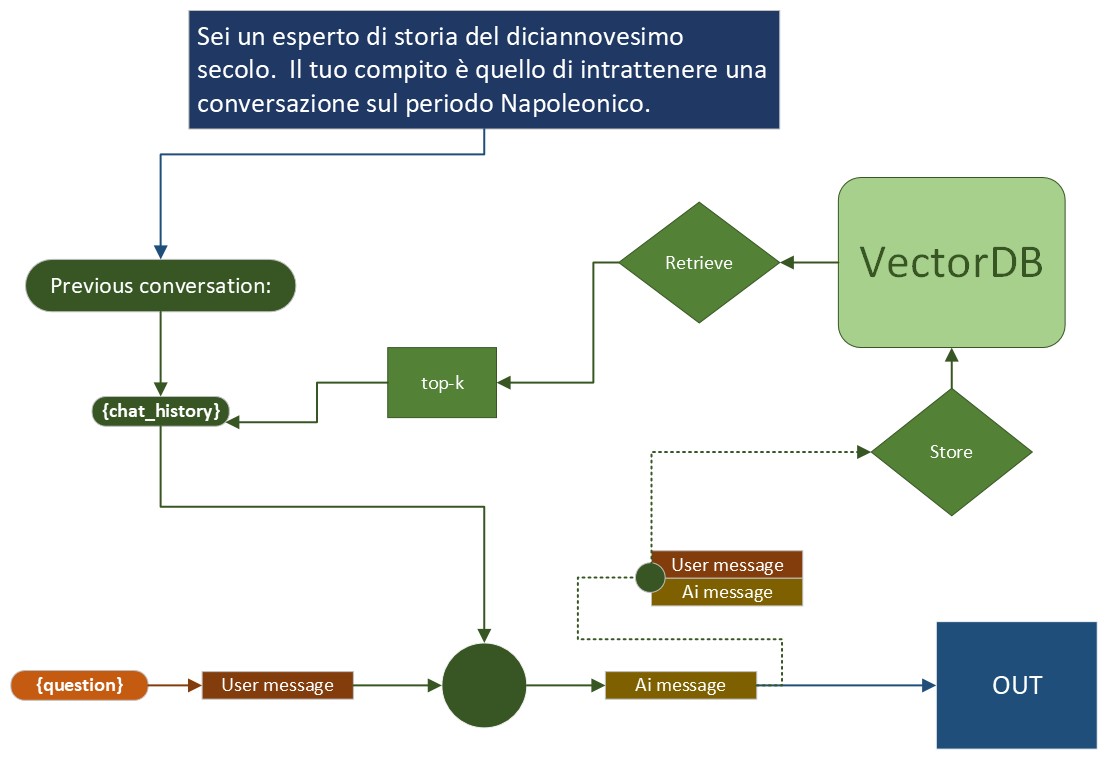 Sei un esperto di storia del diciannovesimo
secolo.  Il tuo compito è quello di intrattenere una
conversazione sul periodo Napoleonico.
VectorDB
Retrieve
Previous conversation:
top-k
{chat_history}
Store
User message
Ai message
{question}
User message
Ai message
OUT